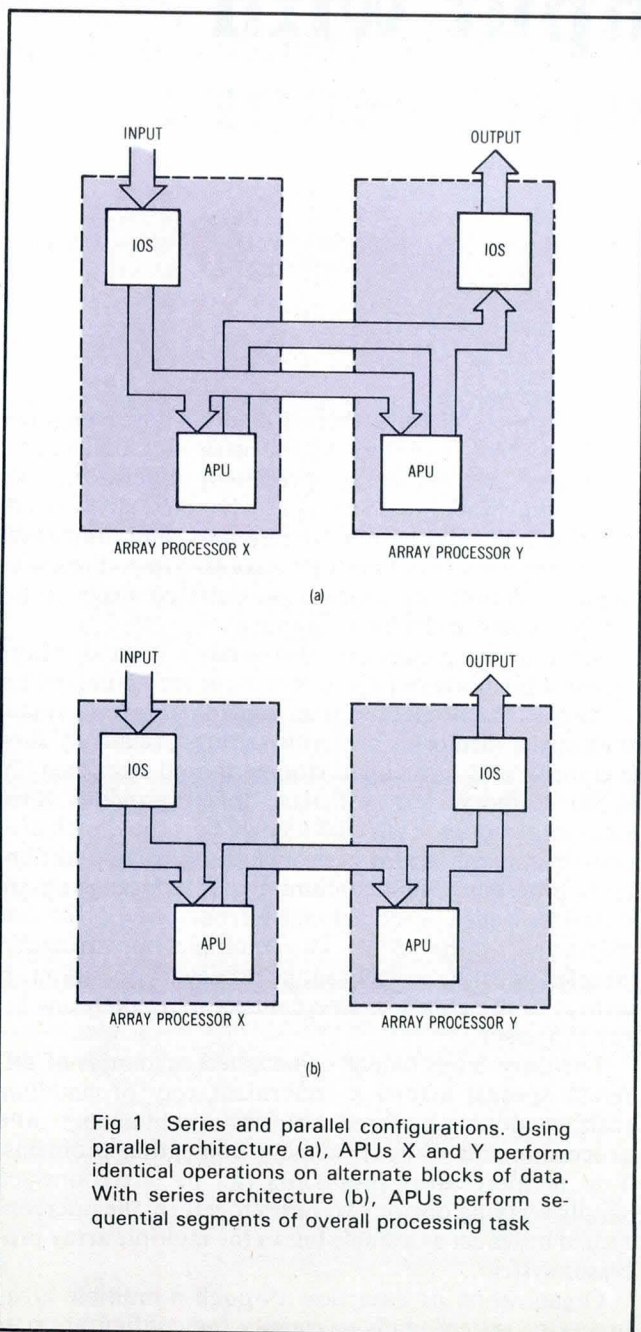 INPUT
OUTPUT
IOS
IOS
APU
APU
ARRAY PROCESSOR X
ARRAY PROCESSOR Y
(a)
INPUT
OUTPUT
IOS
IOS
APU
APU
ARRAY PROCESSOR X
ARRAY PROCESSOR Y
(b)
Fig 1 Series and parallel configurations. Using
parallel architecture (a), APUs X and Y perform
identical operations on alternate blocks of data.
With series architecture (b), APUs perform se-
quential segments of overall processing task